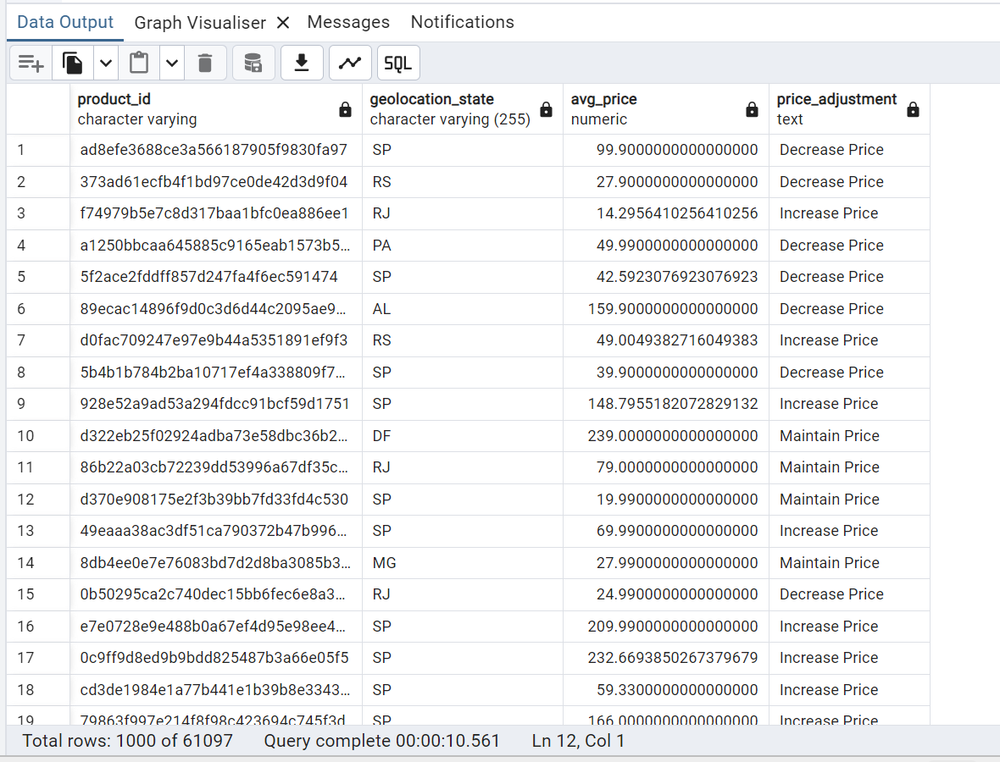 Data Output Graph Visualiser Messages Notifications
SQL
product_id geolocation_state avg_price price_adjustment
character varying character varying (255) numeric text
1 ad8efe3688ce3a566187905f9830fa97 SP 99.9000000000000000 Decrease Price
2 373ad61ecfb4f1bd97ce0de42d3d9f04 RS 27.9000000000000000 Decrease Price
3 f74979b5e7c8d317baa1bfc0ea886ee1 RJ 14.2956410256410256 Increase Price
4 a1250bbcaa645885c9165eab1573b5... PA 49.9900000000000000 Decrease Price
5 5f2ace2fddff857d247fa4f6ec591474 SP 42.5923076923076923 Decrease Price
6 89ecac14896f9d0c3d6d44c2095ae9... AL 159.9000000000000000 Decrease Price
7 d0fac709247e97e9b44a5351891ef9f3 RS 49.0049382716049383 Increase Price
8 5b4b1b784b2ba10717ef4a338809f7... SP 39.9000000000000000 Decrease Price
9 928e52a9ad53a294fdcc91bcf59d1751 SP 148.7955182072829132 Increase Price
10 d322eb25f02924adba73e58dbc36b2... DF 239.0000000000000000 Maintain Price
11 86b22a03cb72239dd53996a67df35c... RJ 79.0000000000000000 Maintain Price
12 d370e908175e2f3b39bb7fd33fd4c530 SP 19.9900000000000000 Maintain Price
13 49eaaa38ac3df51ca790372b47b996... SP 69.9900000000000000 Increase Price
14 8db4ee0e7e76083bd7d2d8ba3085b3... MG 27.9900000000000000 Maintain Price
15 0b50295ca2c740dec15bb6fec6e8a3... RJ 24.9900000000000000 Decrease Price
16 e7e0728e9e488b0a67ef4d95e98ee4... SP 209.9900000000000000 Increase Price
17 0c9ff9d8ed9b9bdd825487b3a66e05f5 SP 232.6693850267379679 Increase Price
18 cd3de1984e1a77b441e1b39b8e3343... SP 59.3300000000000000 Increase Price
19 79863f997e214f8f98c423694c745f3d SP 166.0000000000000000 Increase Price
Total rows: 1000 of 61097 Query complete 00:00:10.561 Ln 12, Col 1